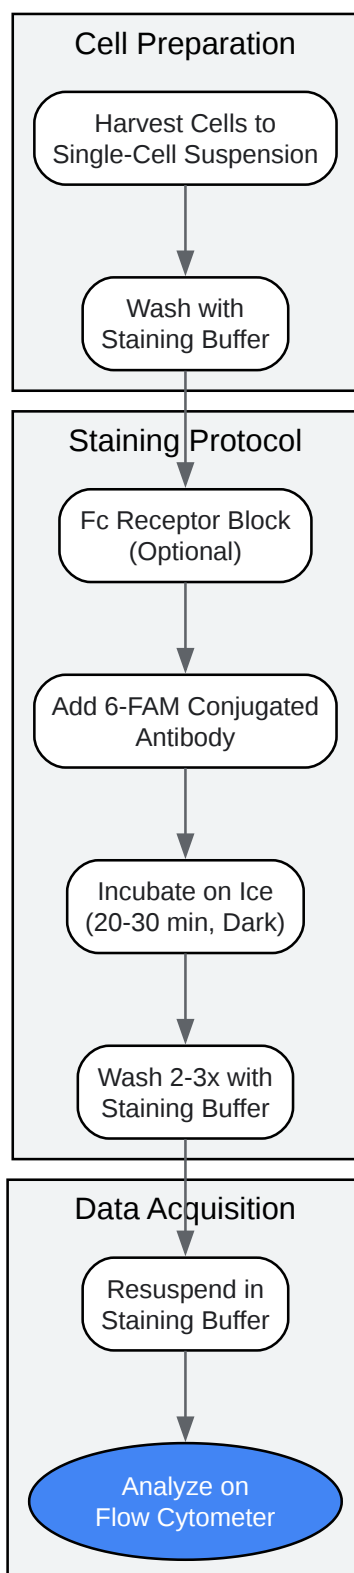 Cell Preparation
Harvest Cells to
Single-Cell Suspension
Wash with
Staining Buffer
Staining Protocol
Fc Receptor Block
(Optional)
Add 6-FAM Conjugated
Antibody
Incubate on Ice
(20-30 min, Dark)
Wash 2-3x with
Staining Buffer
Data Acquisition
Resuspend in
Staining Buffer
Analyze on
Flow Cytometer